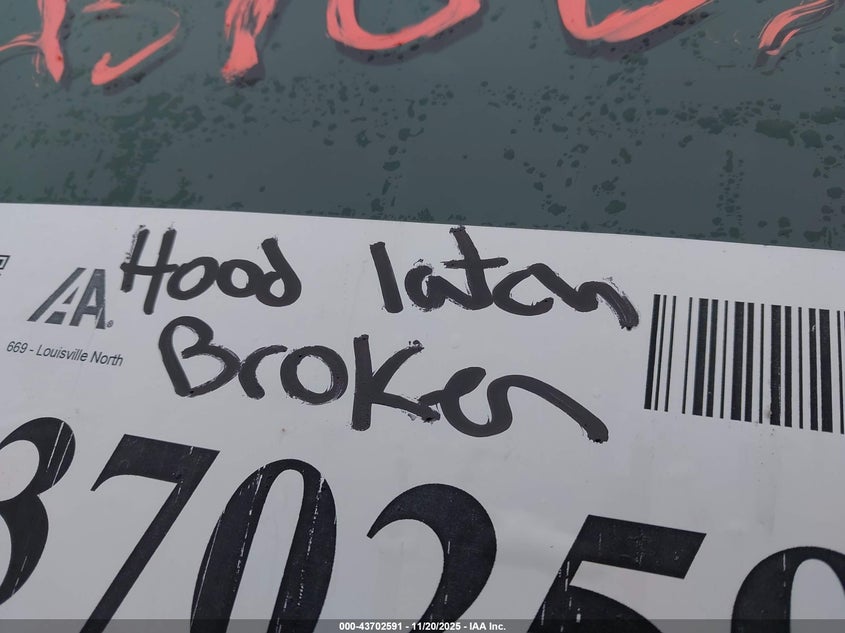 IAA
Hood latch
669 - Louisville North
Broken
370259
000-43702591 - 11/20/2025 - IAA Inc.